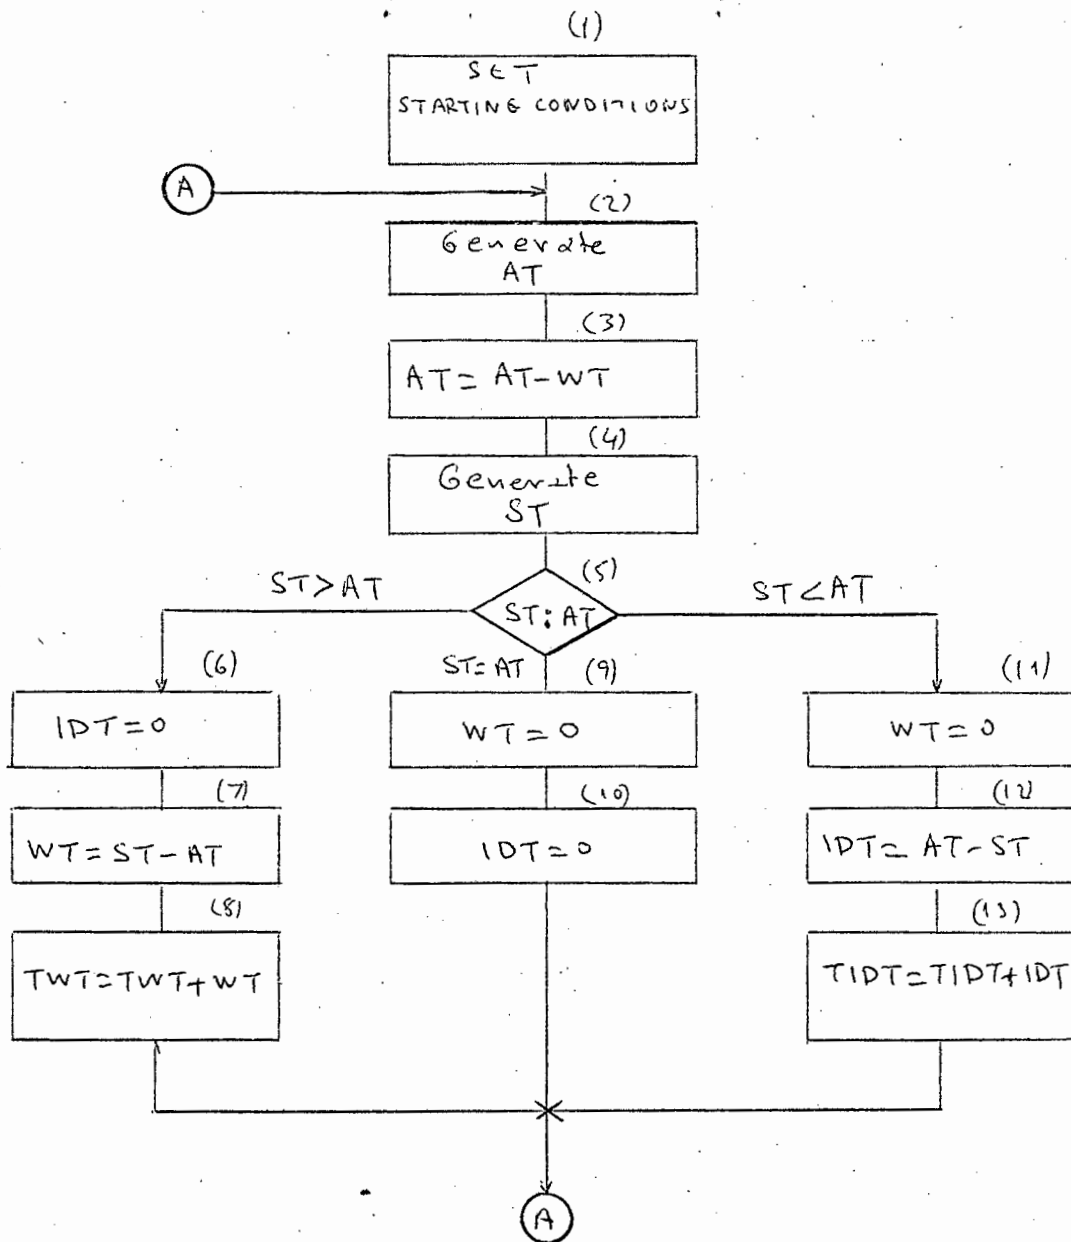 (1)
SET
STARTING CONDITIONS
A
(2)
Generate
AT
(3)
AT = AT-WT
(4)
Generate
ST
(5)
ST>AT
ST:AT
ST<AT
ST=AT
(6)
(9)
(11)
IDT=0
WT=0
WT=0
(7)
(10)
(12)
WT=ST-AT
IDT=0
IDT=AT-ST
(8)
(13)
TWT=TWT+WT
TIDT=TIDT+IDT
A